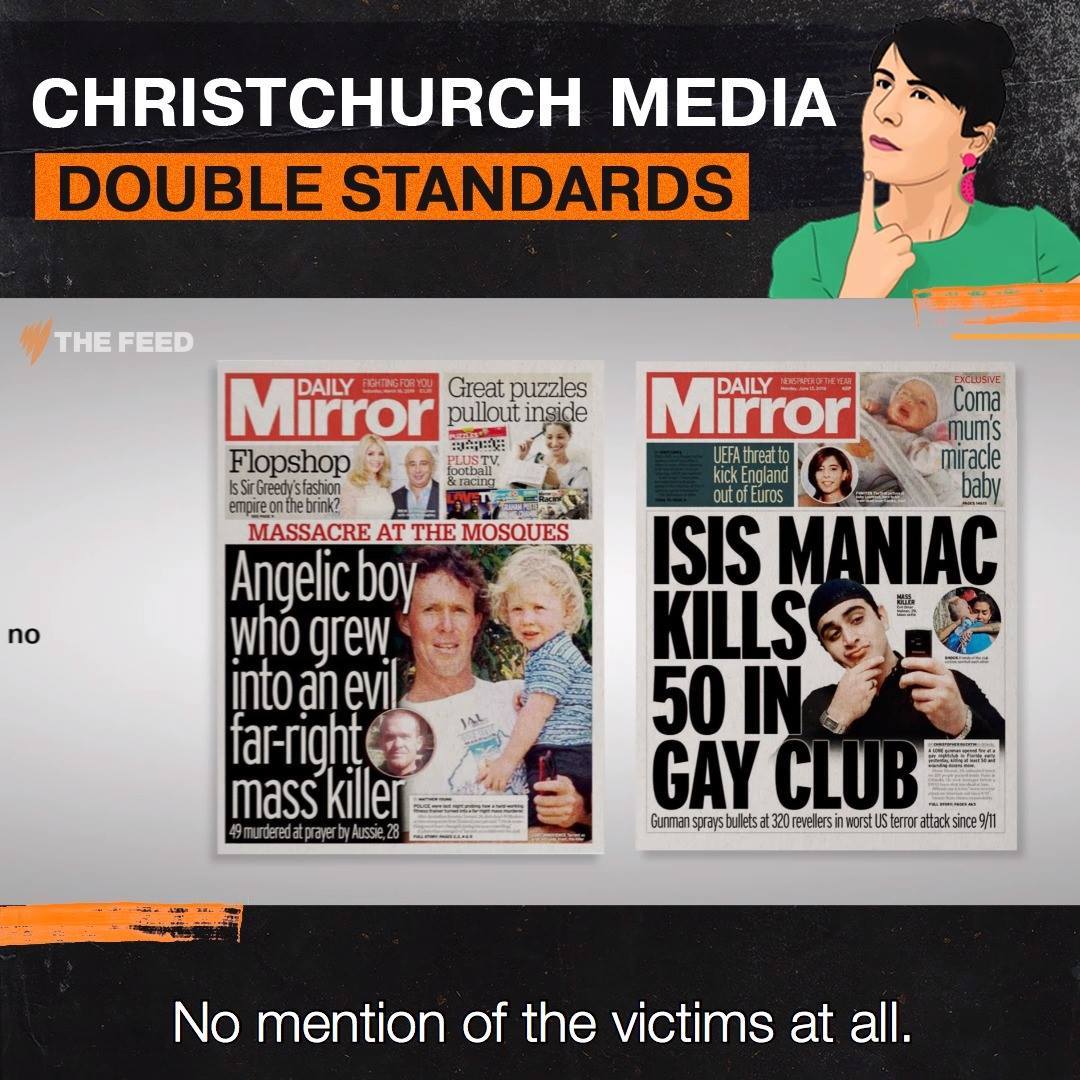 CHRISTCHURCH MEDIA
DOUBLE STANDARDS
THE FEED
no
DAILY
Mirror
FIGHTING FOR YOU
Great puzzles
pullout inside
PLUS TV,
football
& racing
Flopshop
Is Sir Greedy's fashion
empire on the brink?
MASSACRE AT THE MOSQUES
Angelic boy
who grew
into an evil
far-right
mass killer
49 murdered at prayer by Aussie, 28
DAILY
Mirror
NEWSPAPER OF THE YEAR
UEFA threat to
kick England
out of Euros
EXCLUSIVE
Coma
mum's
miracle
baby
ISIS MANIAC
KILLS
50 IN
GAY CLUB
MASS
KILLER
Gunman sprays bullets at 320 revellers in worst US terror attack since 9/11
No mention of the victims at all.